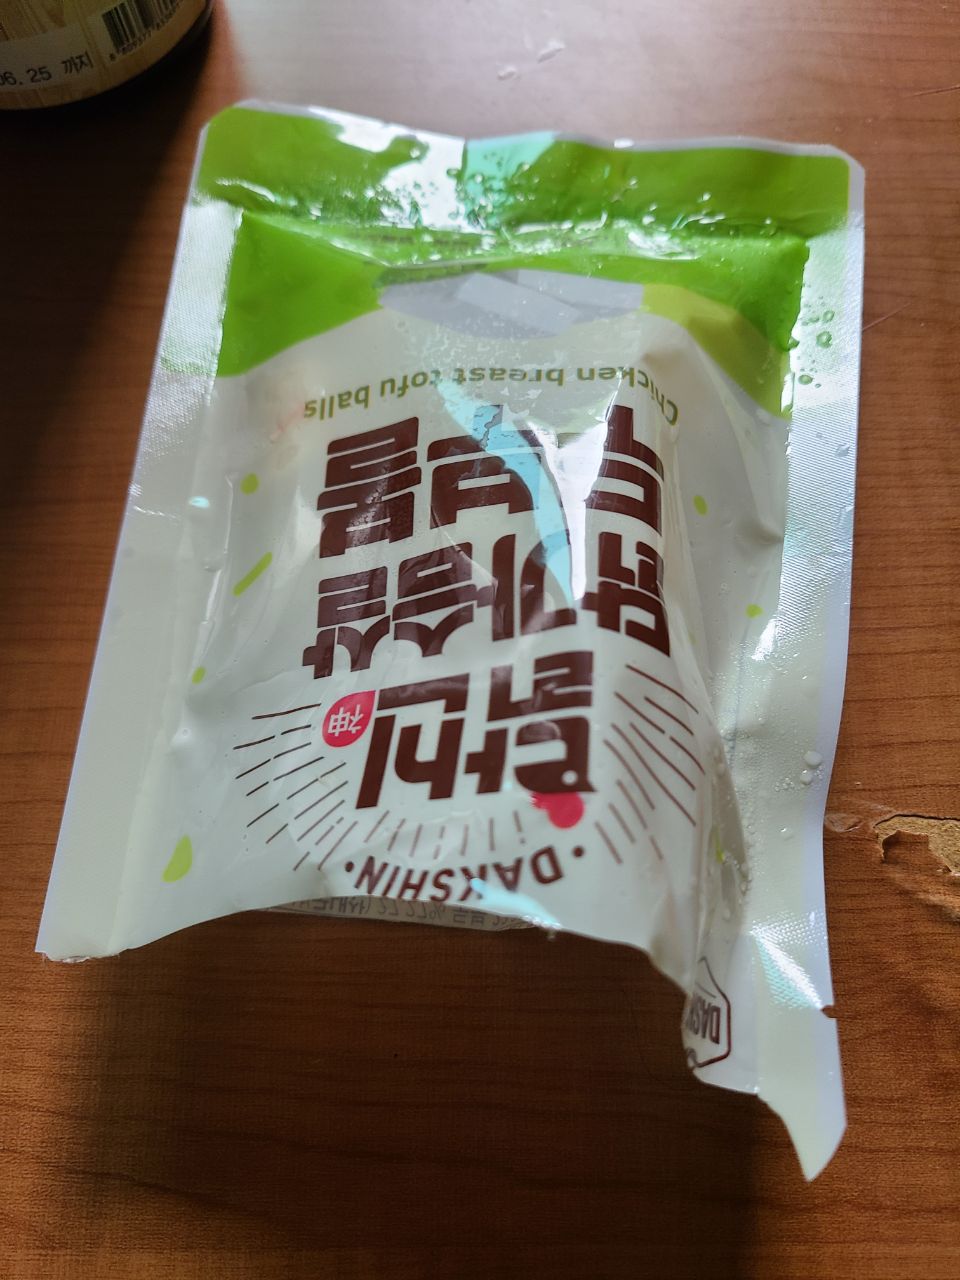 06.25 까지
·DAKSHIN·
닭신
神
닭가슴살
두부볼
Chicken breast tofu balls